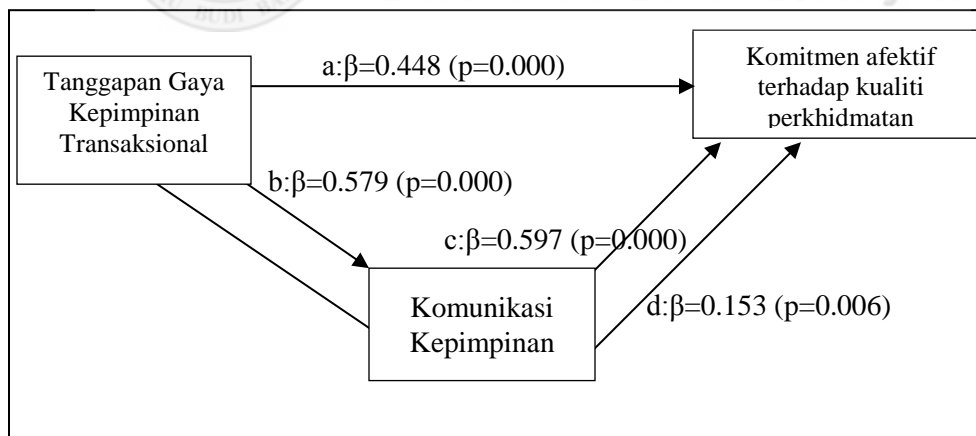 BUDI
Tanggapan Gaya
Kepimpinan
Transaksional
a:β=0.448 (p=0.000)
Komitmen afektif
terhadap kualiti
perkhidmatan
b:β=0.579 (p=0.000)
c:β=0.597 (p=0.000)
Komunikasi
Kepimpinan
d:β=0.153 (p=0.006)